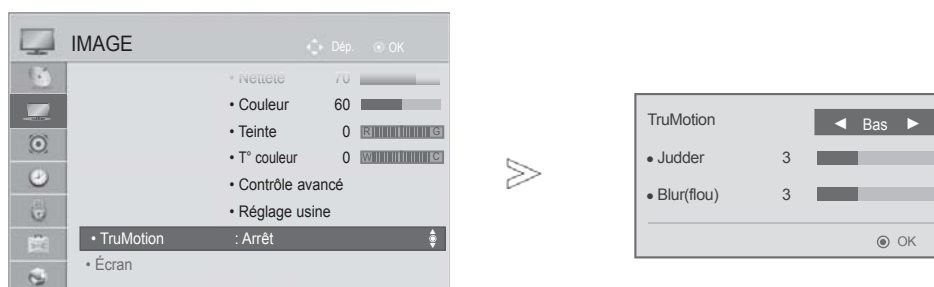 IMAGE
Dép. OK
• Netteté 70
• Couleur 60
• Teinte 0 R G
• T° couleur 0 W C
• Contrôle avancé
• Réglage usine
• TruMotion : Arrêt
• Écran
TruMotion ◄ Bas ►
• Judder 3
• Blur(flou) 3
OK